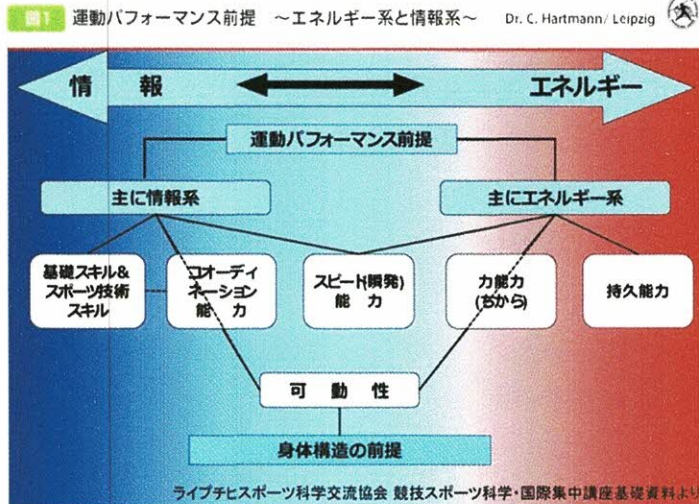 図1 運動パフォーマンス前提 ～エネルギー系と情報系～ Dr. C. Hartmann/ Leipzig
情 報 エネルギー
運動パフォーマンス前提
主に情報系 主にエネルギー系
基礎スキル&
スポーツ技術
スキル
コオーディ
ネーション
能 力
スピード(瞬発)
能 力
力能力
(ちから)
持久能力
可 動 性
身体構造の前提
ライプチヒスポーツ科学交流協会 競技スポーツ科学・国際集中講座基礎資料より